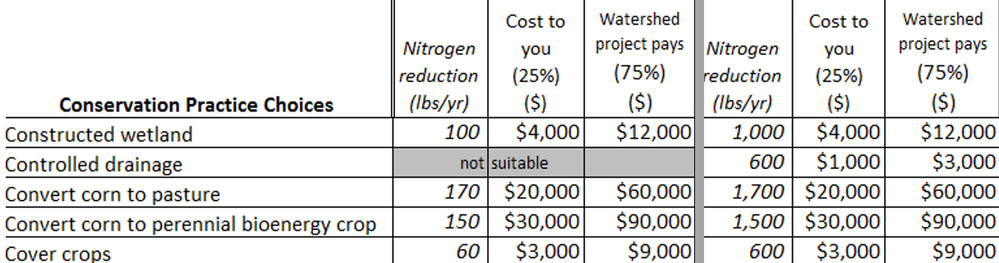 Conservation Practice Choices | Nitrogen reduction (lbs/yr) | Cost to you (25%) ($) | Watershed project pays (75%) ($) | Nitrogen reduction (lbs/yr) | Cost to you (25%) ($) | Watershed project pays (75%) ($)
Constructed wetland | 100 | $4,000 | $12,000 | 1,000 | $4,000 | $12,000
Controlled drainage | not suitable | 600 | $1,000 | $3,000
Convert corn to pasture | 170 | $20,000 | $60,000 | 1,700 | $20,000 | $60,000
Convert corn to perennial bioenergy crop | 150 | $30,000 | $90,000 | 1,500 | $30,000 | $90,000
Cover crops | 60 | $3,000 | $9,000 | 600 | $3,000 | $9,000